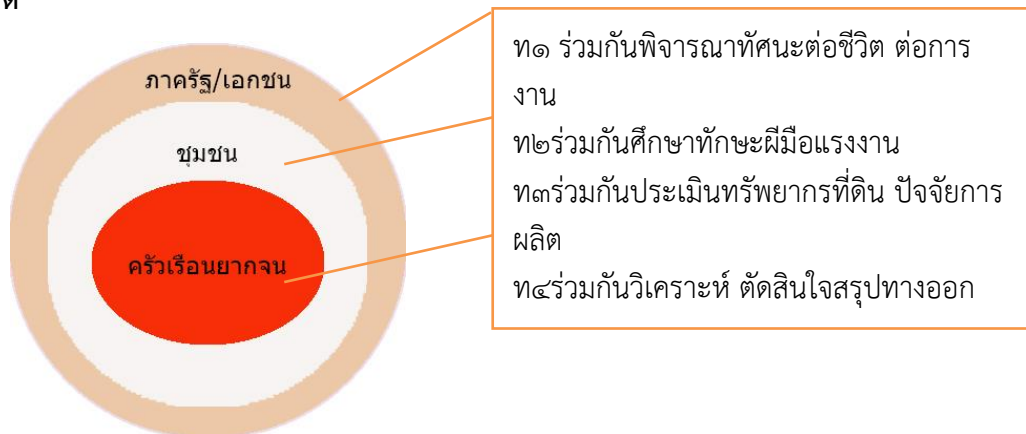 ภาครัฐ/เอกชน
ชุมชน
ครัวเรือนยากจน
ท๑ ร่วมกันพิจารณาทัศนะต่อชีวิต ต่อการ
งาน
ท๒ร่วมกันศึกษาทักษะผีมือแรงงาน
ท๓ร่วมกันประเมินทรัพยากรที่ดิน ปัจจัยการ
ผลิต
ท๔ร่วมกันวิเคราะห์ ตัดสินใจสรุปทางออก